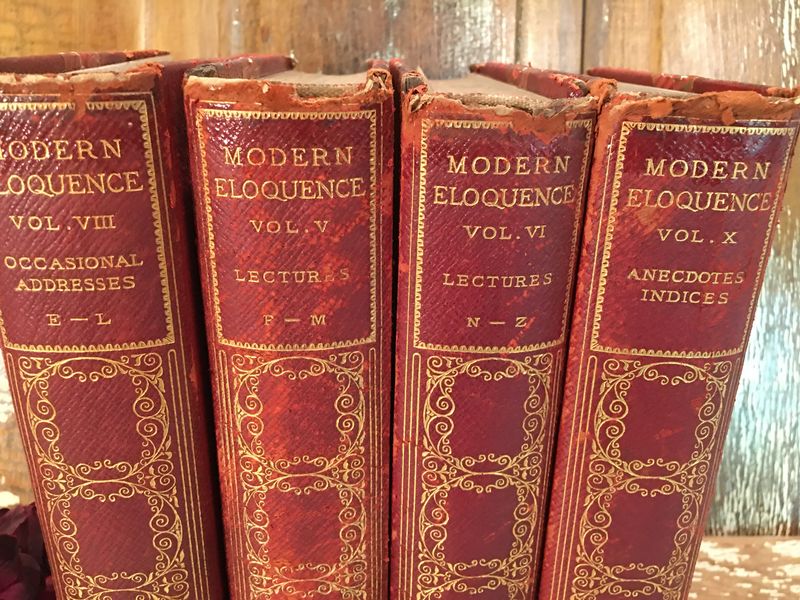 MODERN
ELOQUENCE
VOL. VIII
OCCASIONAL
ADDRESSES
E — L
MODERN
ELOQUENCE
VOL. V
LECTURES
F — M
MODERN
ELOQUENCE
VOL. VI
LECTURES
N — Z
MODERN
ELOQUENCE
VOL. X
ANECDOTES
INDICES